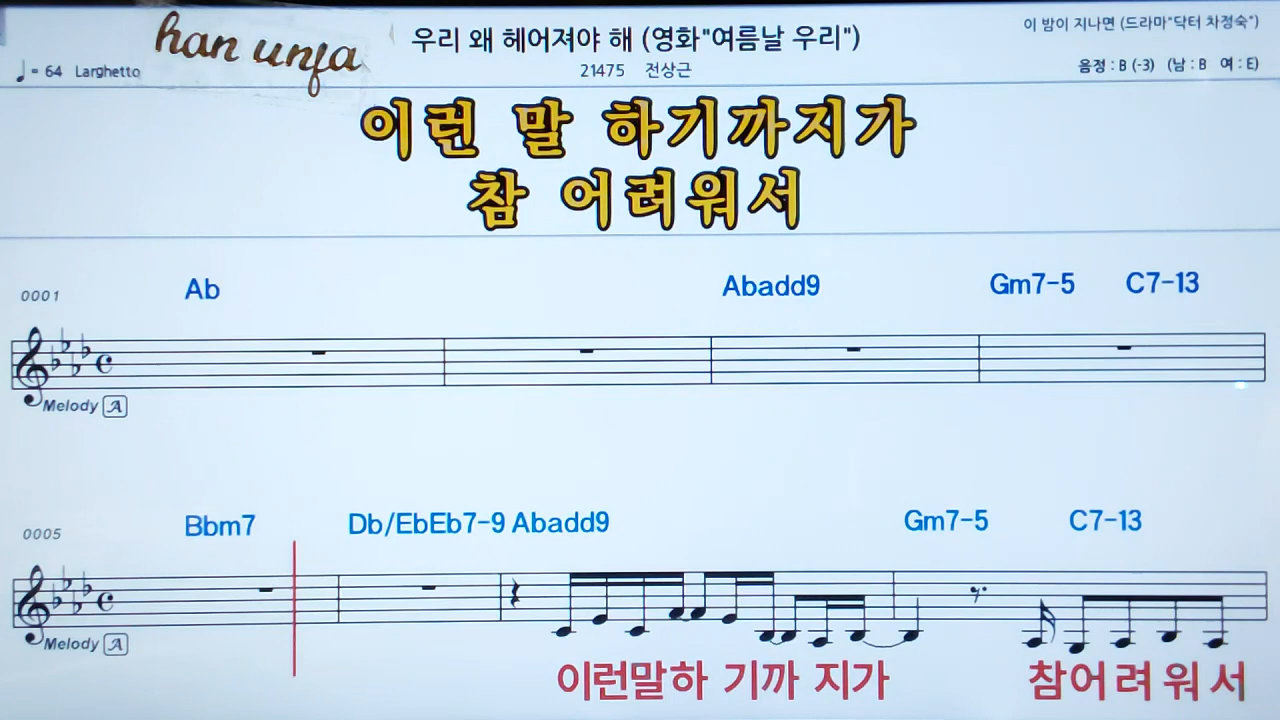 han unja
우리 왜 헤어져야 해 (영화"여름날 우리")
이 밤이 지나면 (드라마"닥터 차정숙")
♩= 64 Larghetto
21475 전상근
음정 : B (-3) (남 : B 여 : E)
이런 말 하기까지가
참 어려워서
0001
Ab Abadd9 Gm7-5 C7-13
Melody A
0005
Bbm7 Db/EbEb7-9 Abadd9 Gm7-5 C7-13
Melody A
이런말하 기까 지가 참어 려 워 서